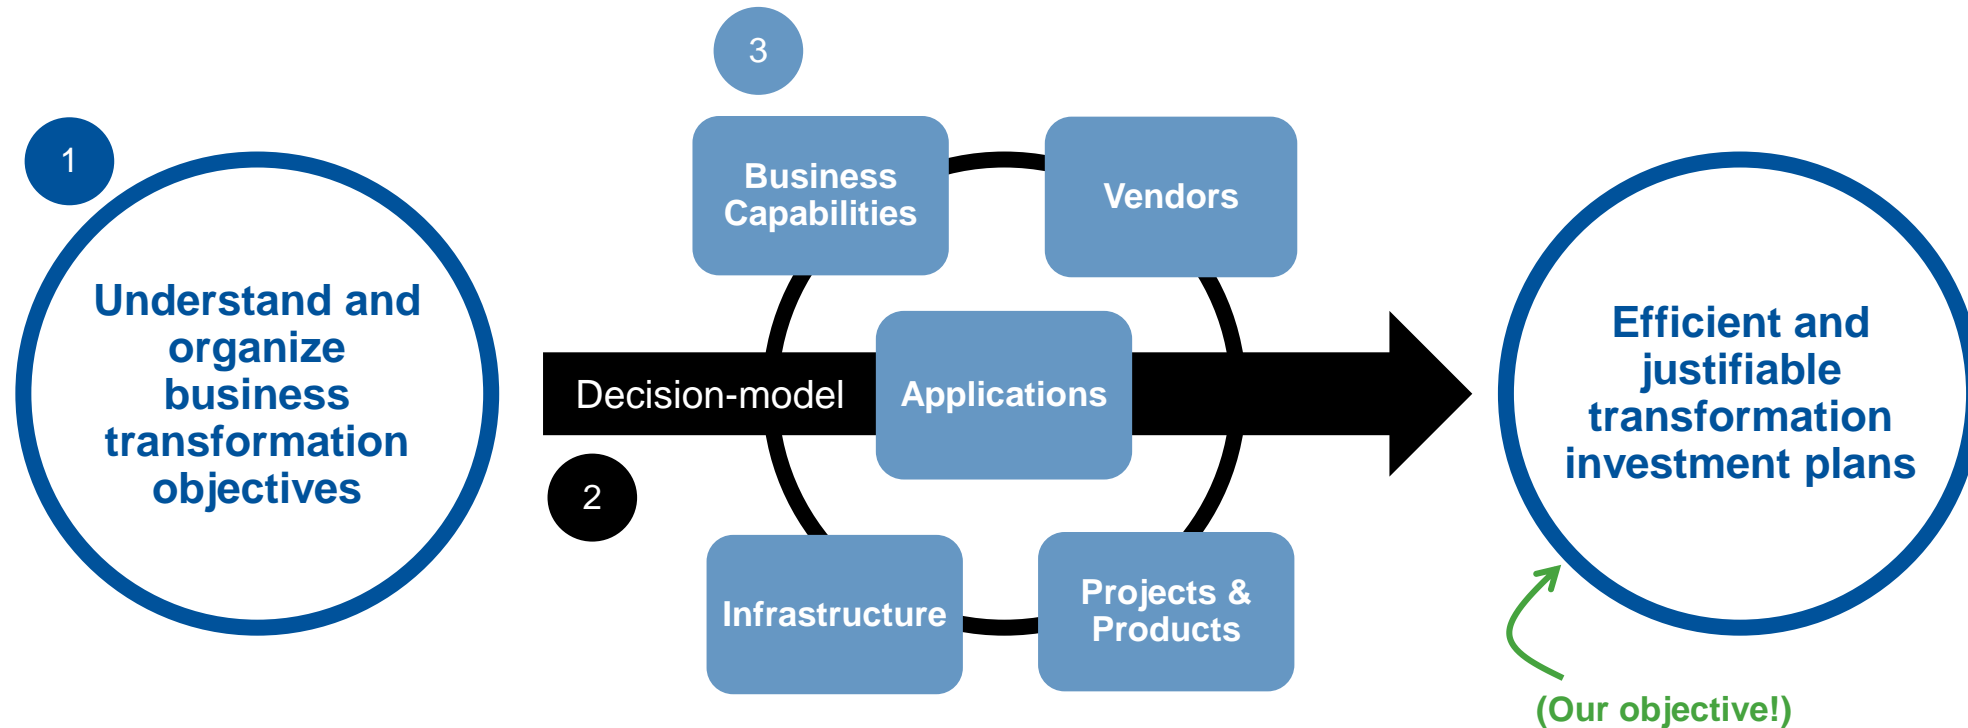 1
Understand and
organize
business
transformation
objectives
2
Decision-model
3
Business
Capabilities
Vendors
Applications
Infrastructure
Projects &
Products
Efficient and
justifiable
transformation
investment plans
(Our objective!)